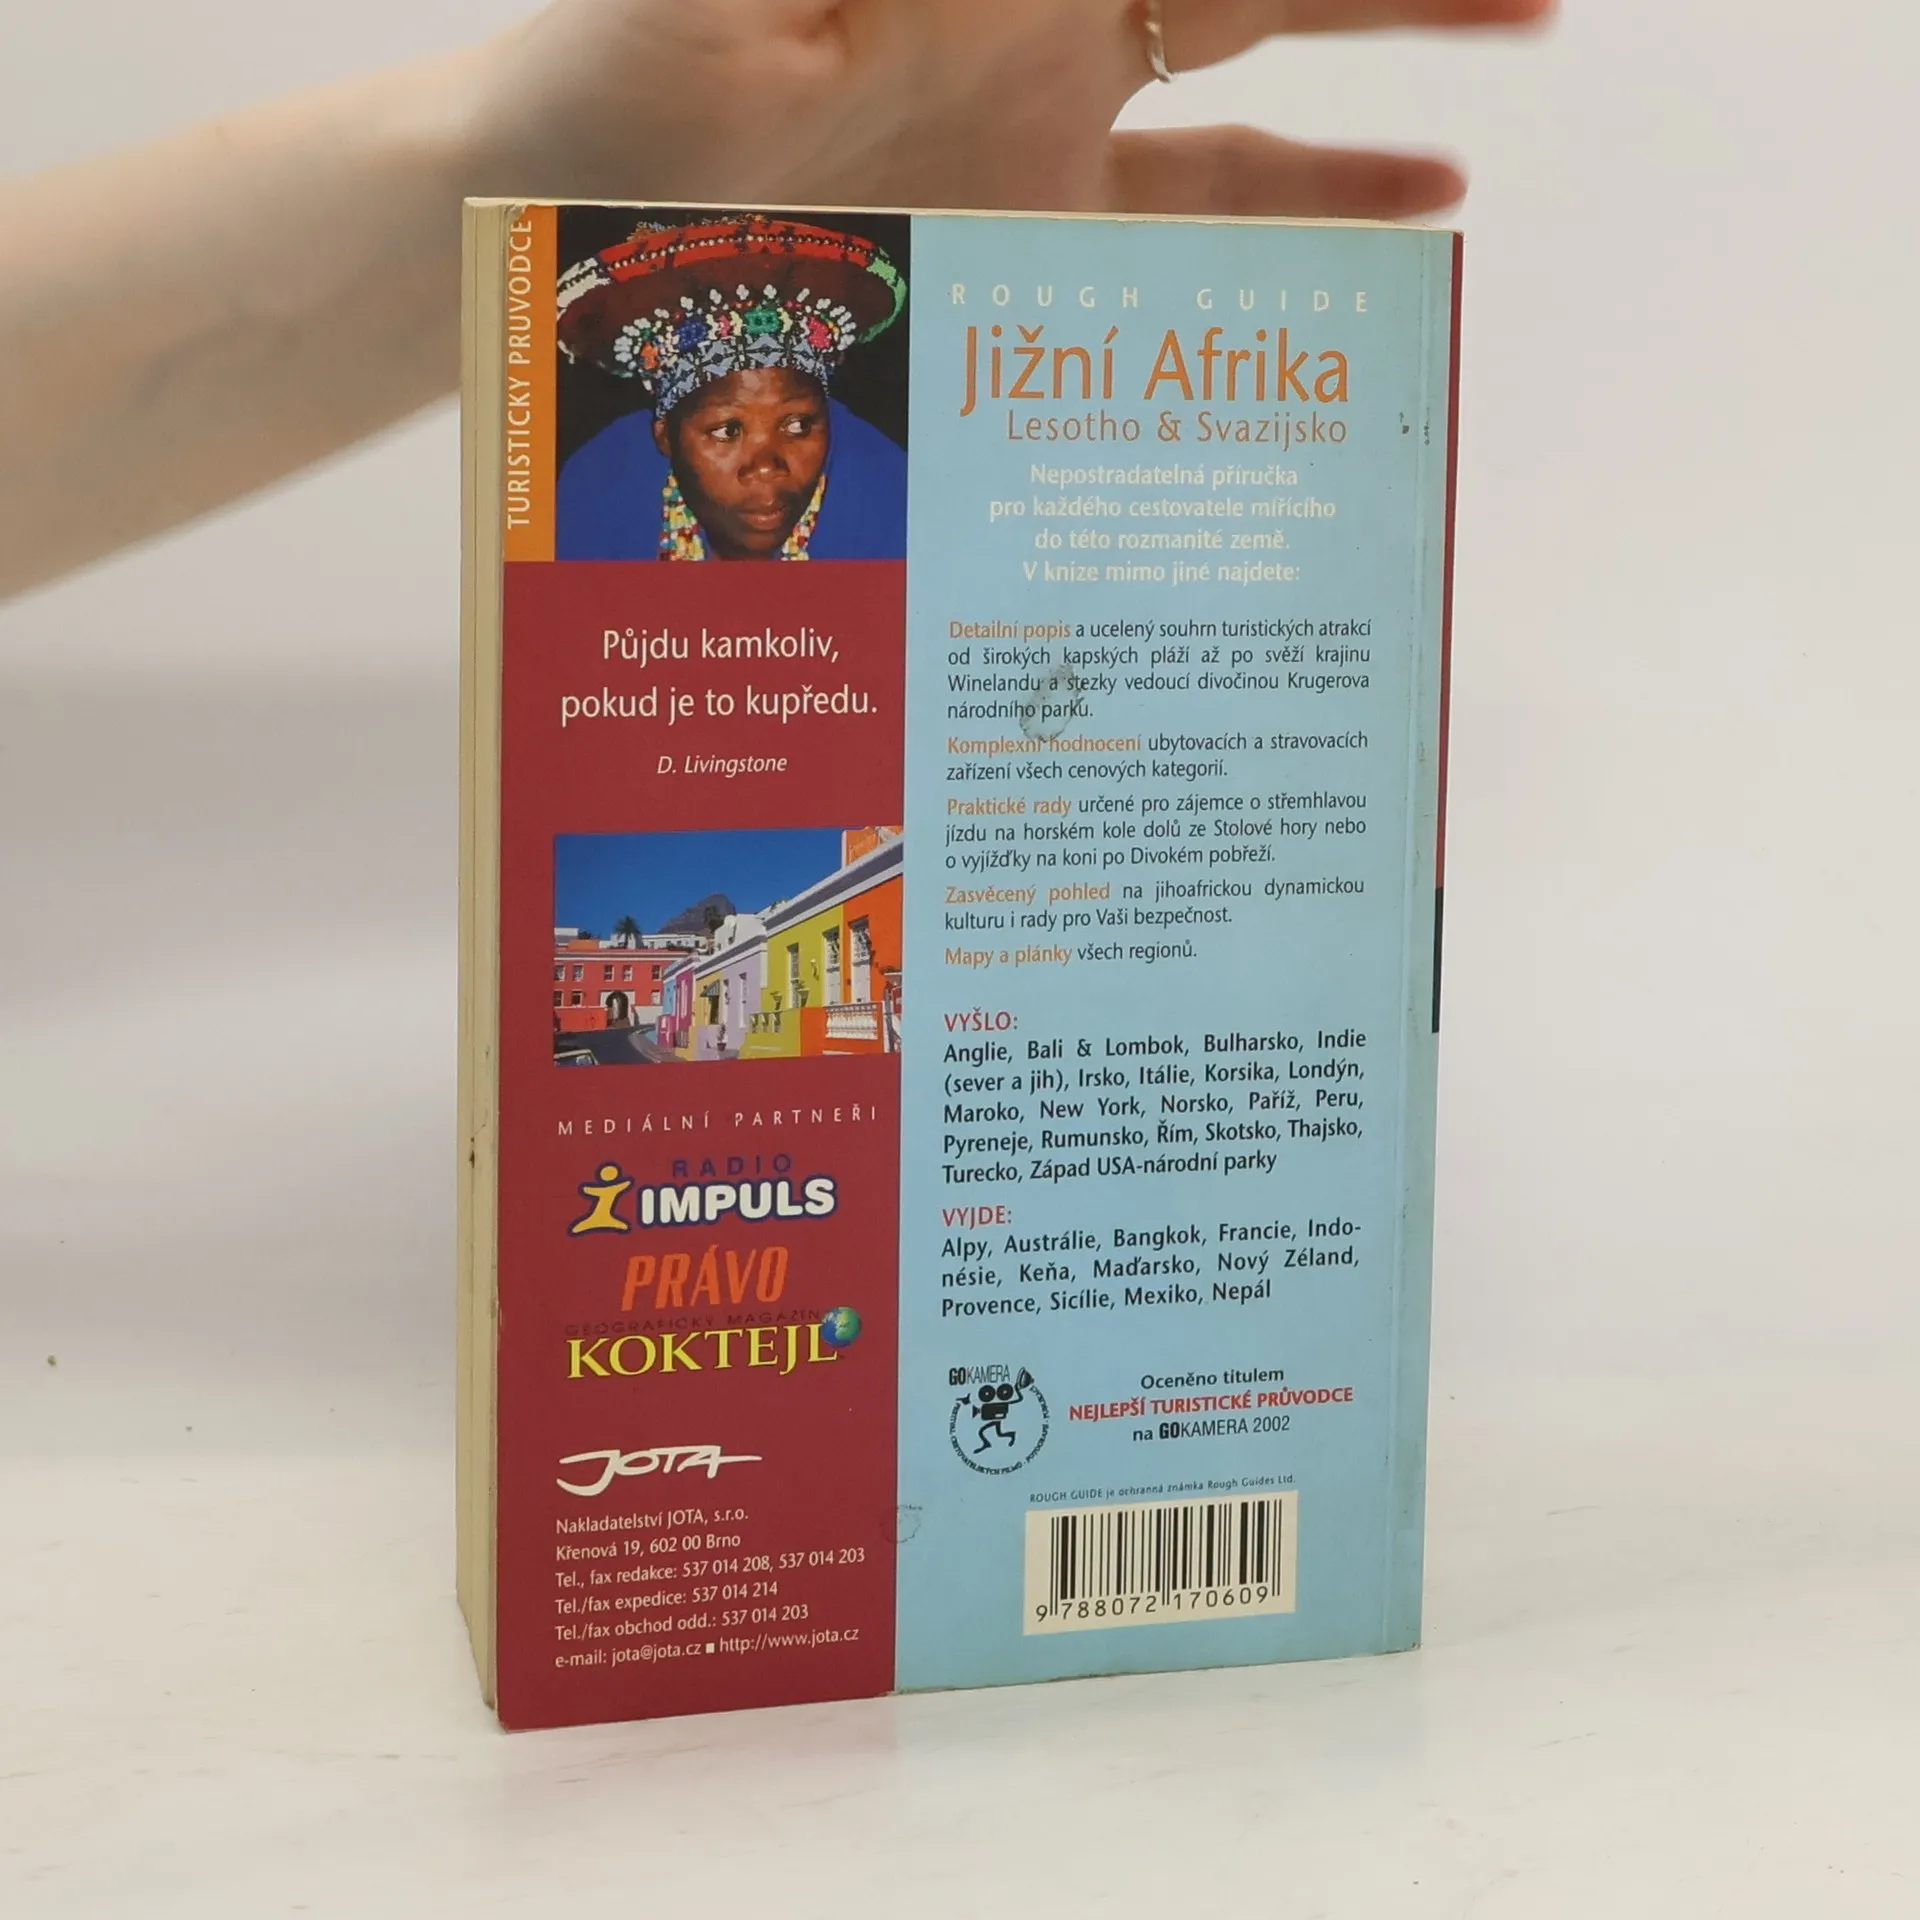 TURISTICKÝ PRŮVODCE
Půjdu kamkoliv,
pokud je to kupředu.
D. Livingstone
MEDIÁLNÍ PARTNEŘI
RADIO
IMPULS
PRÁVO
GEOGRAFICKÝ MAGAZÍN
KOKTEJL
JOTA
Nakladatelství JOTA, s.r.o.
Křenová 19, 602 00 Brno
Tel., fax redakce: 537 014 208, 537 014 203
Tel./fax expedice: 537 014 214
Tel./fax obchod odd.: 537 014 203
e-mail: jota@jota.cz ■ http://www.jota.cz
ROUGH GUIDE
Jižní Afrika
Lesotho & Svazijsko
Nepostradatelná příručka
pro každého cestovatele mířícího
do této rozmanité země.
V knize mimo jiné najdete:
Detailní popis a ucelený souhrn turistických atrakcí
od širokých kapských pláží až po svěží krajinu
Winelandu a stezky vedoucí divočinou Krugerova
národního parku.
Komplexní hodnocení ubytovacích a stravovacích
zařízení všech cenových kategorií.
Praktické rady určené pro zájemce o střemhlavou
jízdu na horském kole dolů ze Stolové hory nebo
o vyjížďky na koni po Divokém pobřeží.
Zasvěcený pohled na jihoafrickou dynamickou
kulturu i rady pro Vaši bezpečnost.
Mapy a plánky všech regionů.
VYŠLO:
Anglie, Bali & Lombok, Bulharsko, Indie
(sever a jih), Irsko, Itálie, Korsika, Londýn,
Maroko, New York, Norsko, Paříž, Peru,
Pyreneje, Rumunsko, Řím, Skotsko, Thajsko,
Turecko, Západ USA-národní parky
VYJDE:
Alpy, Austrálie, Bangkok, Francie, Indo-
nésie, Keňa, Maďarsko, Nový Zéland,
Provence, Sicílie, Mexiko, Nepál
GOKAMERA
FESTIVAL CESTOVATELSKÝCH FILMŮ · FOTOGRAFIÍ
Oceněno titulem
NEJLEPŠÍ TURISTICKÉ PRŮVODCE
na GOKAMERA 2002
ROUGH GUIDE je ochranná známka Rough Guides Ltd.
9 788072 170609